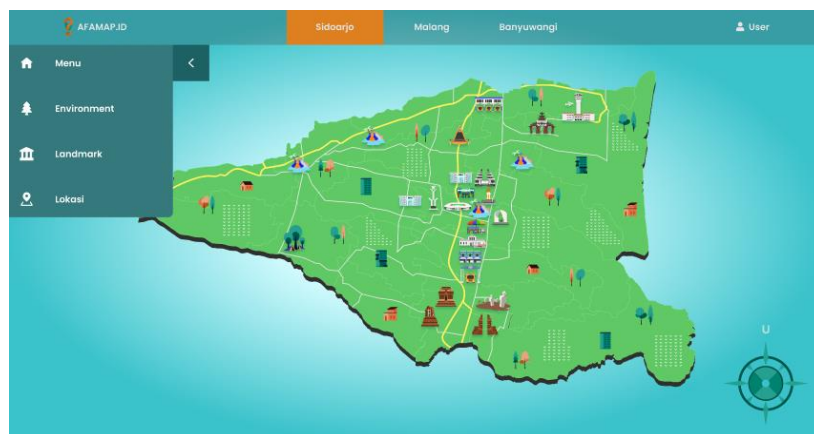 AFAMAP.ID
Sidoarjo
Malang
Banyuwangi
User
Menu
Environment
Landmark
Lokasi
U